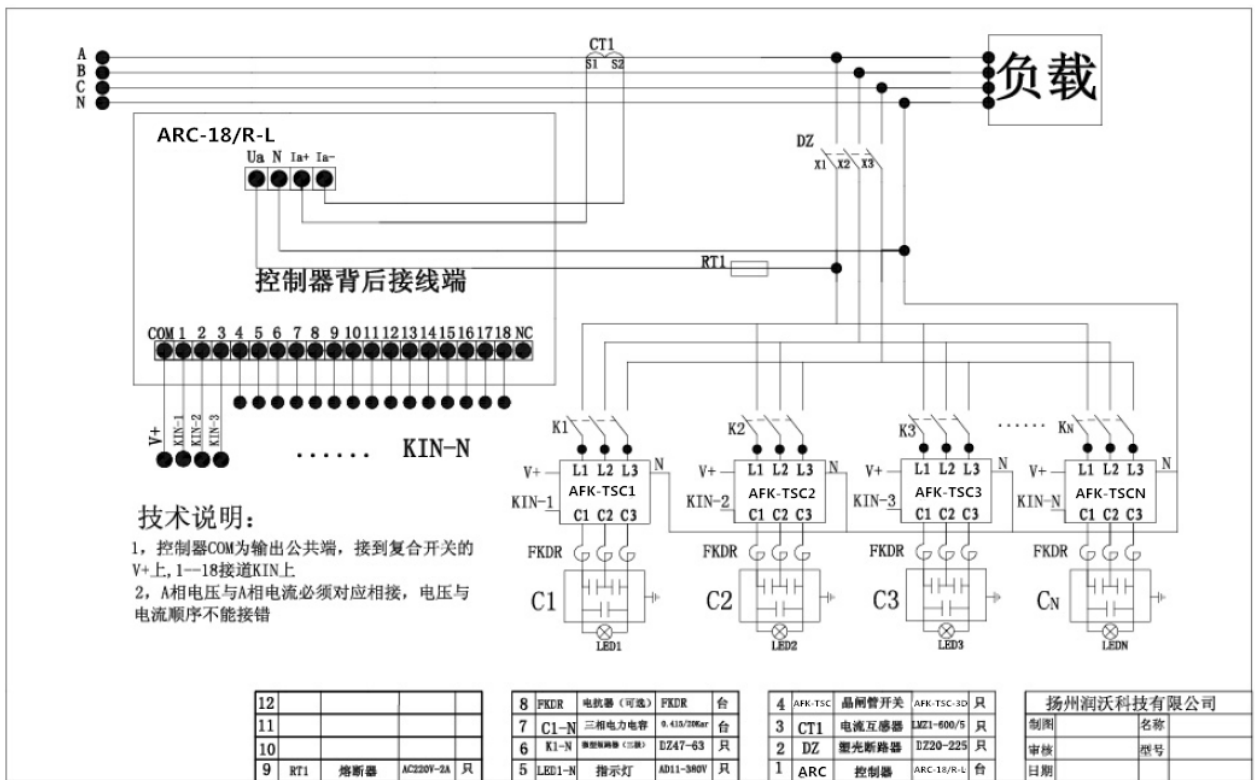 CT1
A
S1 S2
B
C
N
负载
ARC-18/R-L
Ua N Ia+ Ia-
DZ
X1 X2 X3
RT1
控制器背后接线端
COM 1 2 3 4 5 6 7 8 9 10 11 12 13 14 15 16 17 18 NC
V+ KIN-1 KIN-2 KIN-3
...... KIN-N
K1 K2 K3 ...... KN
L1 L2 L3 N
V+ AFK-TSC1
KIN-1
C1 C2 C3
L1 L2 L3 N
V+ AFK-TSC2
KIN-2
C1 C2 C3
L1 L2 L3 N
V+ AFK-TSC3
KIN-3
C1 C2 C3
L1 L2 L3 N
V+ AFK-TSCN
KIN-N
C1 C2 C3
FKDR FKDR FKDR FKDR
C1 C2 C3 CN
LED1 LED2 LED3 LEDN
技术说明：
1，控制器COM为输出公共端，接到复合开关的
V+上,1--18接道KIN上
2，A相电压与A相电流必须对应相接，电压与
电流顺序不能接错
12
11
10
9 RT1 熔断器 AC220V-2A 只
8 FKDR 电抗器（可选） FKDR 台
7 C1-N 三相电力电容 0.415/20Kar 台
6 K1-N 微型短路器（三极） DZ47-63 只
5 LED1-N 指示灯 AD11-380V 只
4 AFK-TSC 晶闸管开关 AFK-TSC-3D 只
3 CT1 电流互感器 LMZ1-600/5 只
2 DZ 塑壳断路器 DZ20-225 只
1 ARC 控制器 ARC-18/R-L 台
扬州润沃科技有限公司
制图 名称
审核 型号
日期